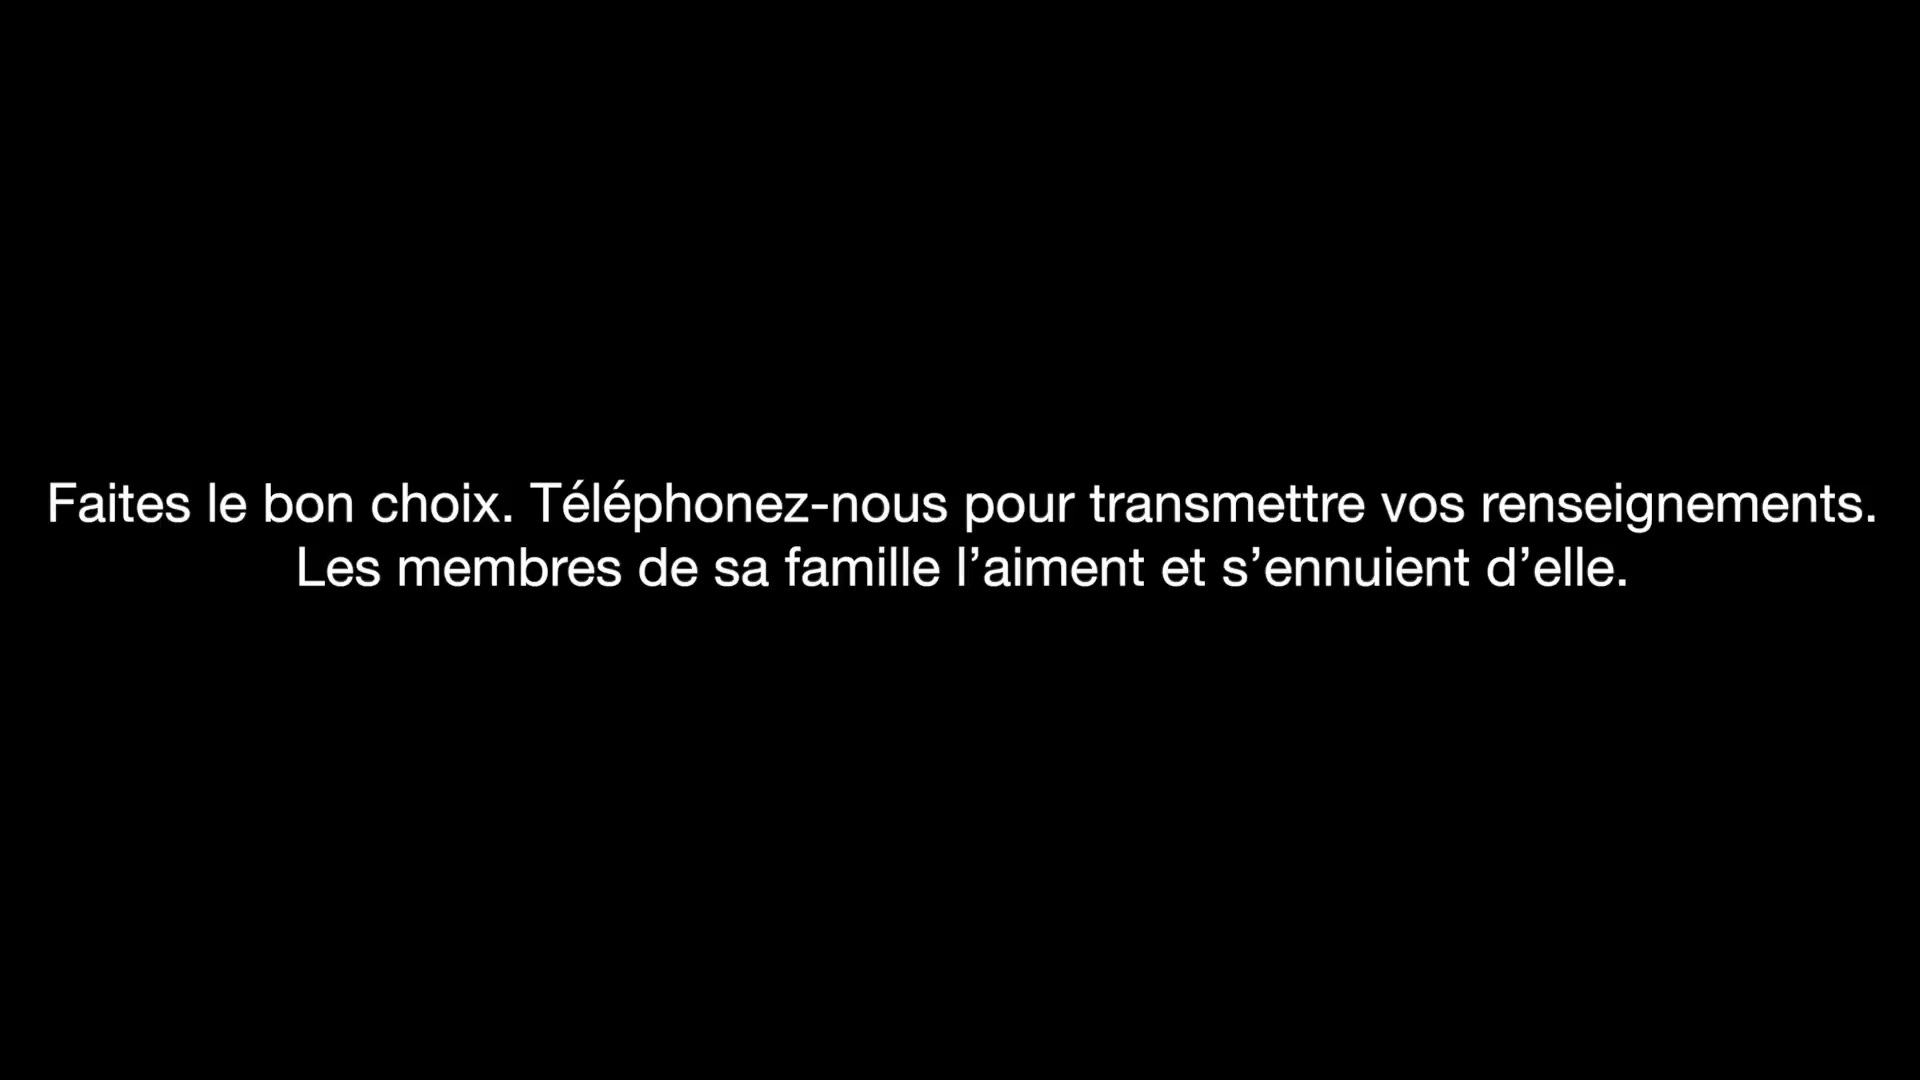 Faites le bon choix. Téléphonez-nous pour transmettre vos renseignements.
Les membres de sa famille l’aiment et s’ennuient d’elle.